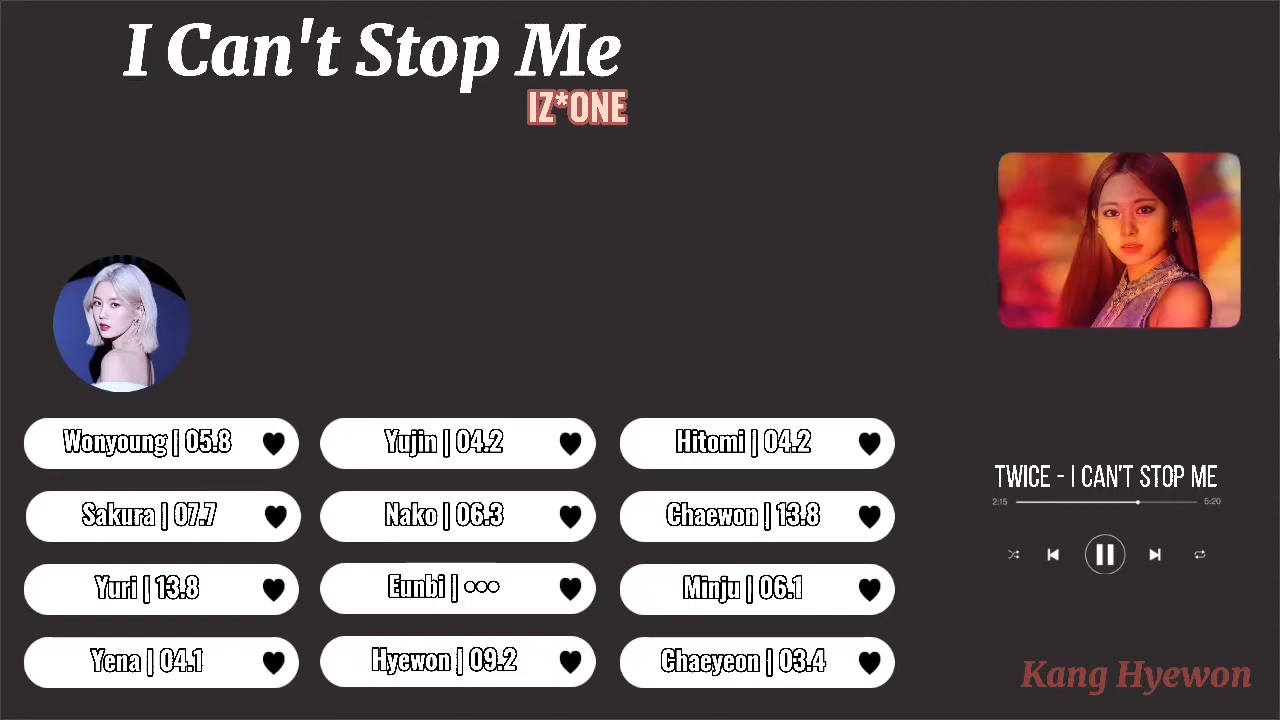 I Can't Stop Me
IZ*ONE
Wonyoung | 05.8
Yujin | 04.2
Hitomi | 04.2
Sakura | 07.7
Nako | 06.3
Chaewon | 13.8
Yuri | 13.8
Eunbi | ○○○
Minju | 06.1
Yena | 04.1
Hyewon | 09.2
Chaeyeon | 03.4
TWICE - I CAN'T STOP ME
2:15
5:20
Kang Hyewon